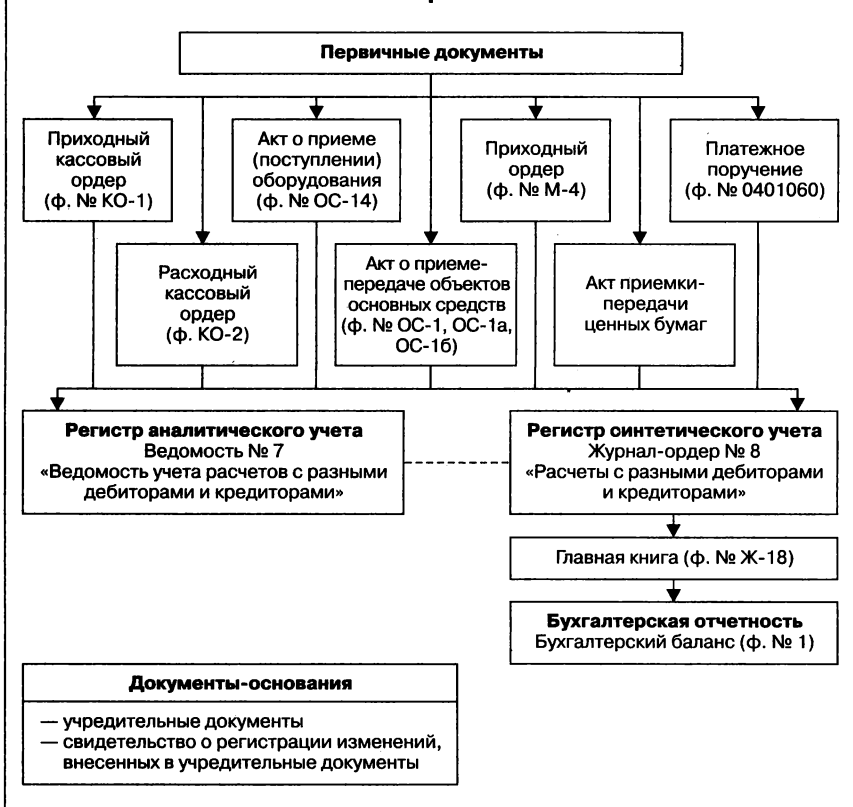 Первичные документы
Приходный
кассовый
ордер
(ф. № КО-1)
Акт о приеме
(поступлении)
оборудования
(ф. № ОС-14)
Приходный
ордер
(ф. № М-4)
Платежное
поручение
(ф. № 0401060)
Расходный
кассовый
ордер
(ф. КО-2)
Акт о приеме-
передаче объектов
основных средств
(ф. № ОС-1, ОС-1а,
ОС-1б)
Акт приемки-
передачи
ценных бумаг
Регистр аналитического учета
Ведомость № 7
«Ведомость учета расчетов с разными
дебиторами и кредиторами»
Регистр синтетического учета
Журнал-ордер № 8
«Расчеты с разными дебиторами
и кредиторами»
Главная книга (ф. № Ж-18)
Бухгалтерская отчетность
Бухгалтерский баланс (ф. № 1)
Документы-основания
— учредительные документы
— свидетельство о регистрации изменений,
внесенных в учредительные документы